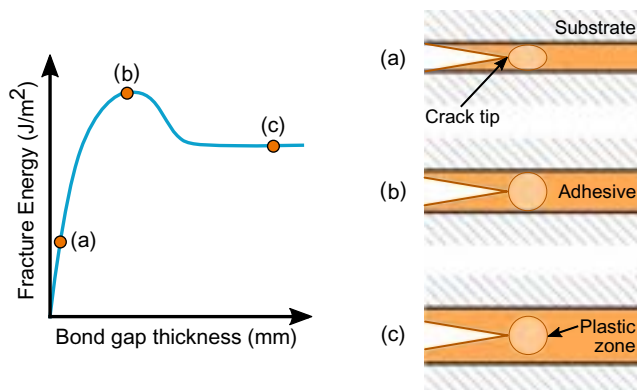 Fracture Energy (J/m²)
(b)
(c)
(a)
Bond gap thickness (mm)
Substrate
(a)
Crack tip
(b)
Adhesive
(c)
Plastic
zone